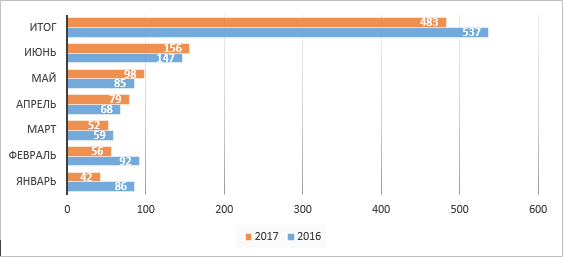 ИТОГ 483
537
ИЮНЬ 156
147
МАЙ 98
85
АПРЕЛЬ 79
68
МАРТ 52
59
ФЕВРАЛЬ 56
92
ЯНВАРЬ 42
86
0 100 200 300 400 500 600
2017 2016